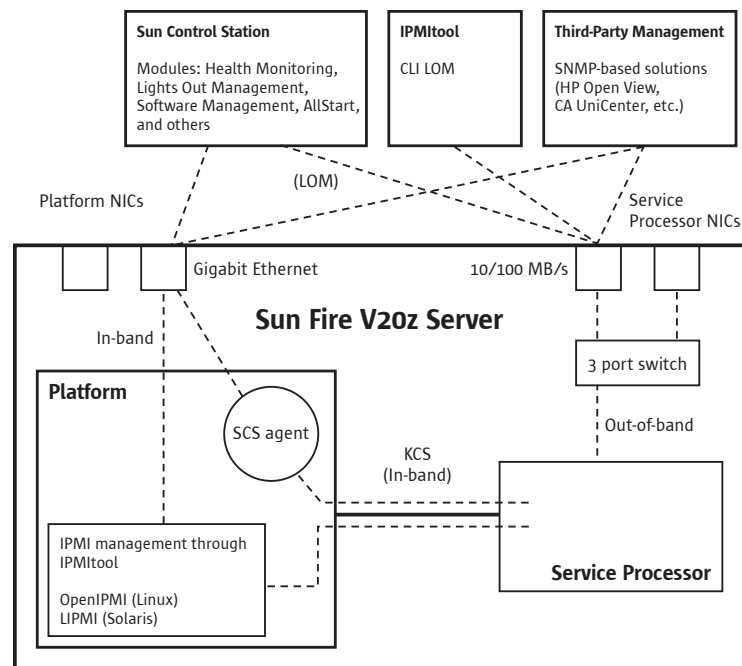 Sun Control Station
Modules: Health Monitoring,
Lights Out Management,
Software Management, AllStart,
and others
IPMItool
CLI LOM
Third-Party Management
SNMP-based solutions
(HP Open View,
CA UniCenter, etc.)
(LOM)
Platform NICs
Service
Processor NICs
Gigabit Ethernet
10/100 MB/s
Sun Fire V20z Server
In-band
3 port switch
Platform
SCS agent
Out-of-band
KCS
(In-band)
IPMI management through
IPMItool
OpenIPMI (Linux)
LIPMI (Solaris)
Service Processor